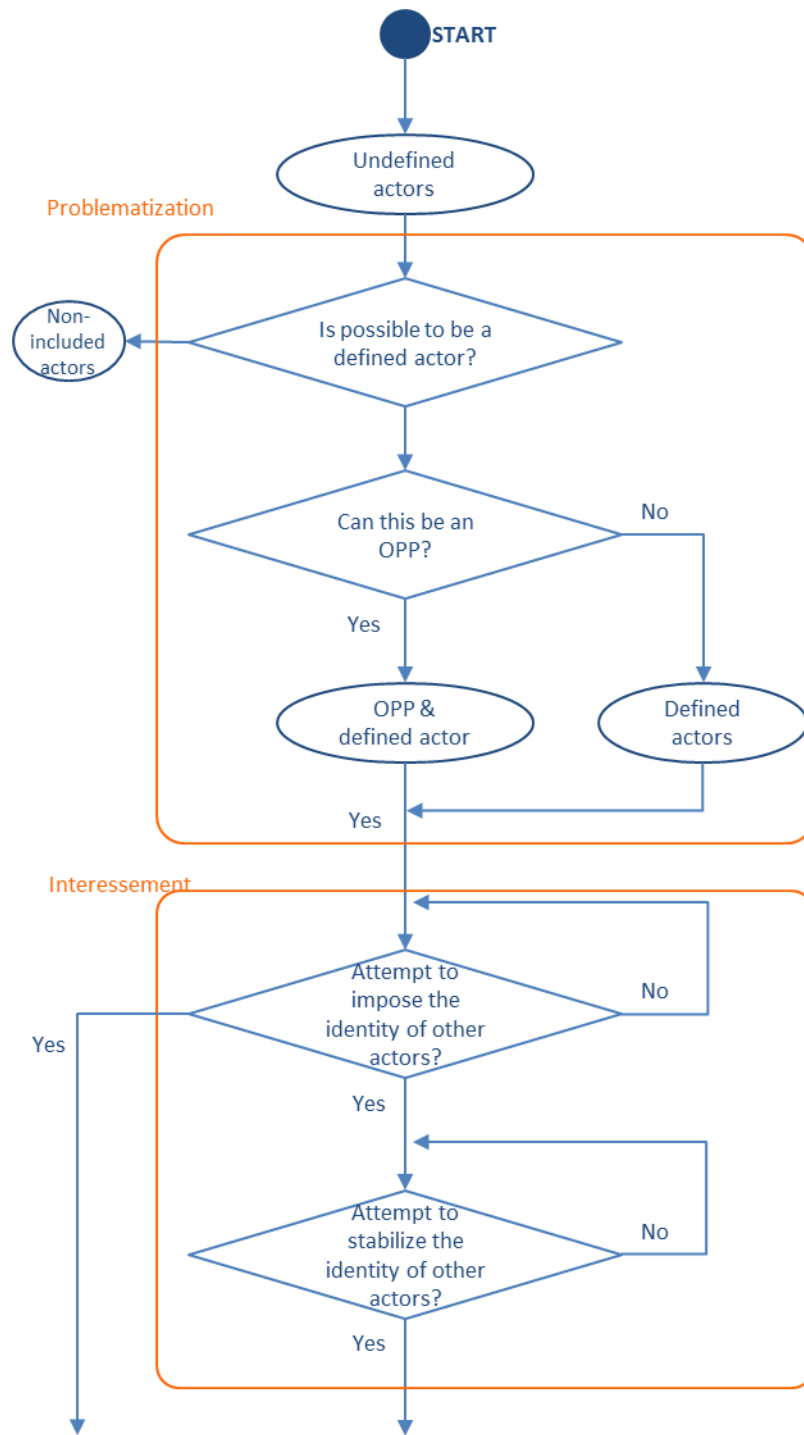 START
Undefined
actors
Problematization
Non-
included
actors
Is possible to be a
defined actor?
Can this be an
OPP?
No
Yes
OPP &
defined actor
Defined
actors
Yes
Interessement
Attempt to
impose the
identity of other
actors?
No
Yes
Yes
Attempt to
stabilize the
identity of other
actors?
No
Yes